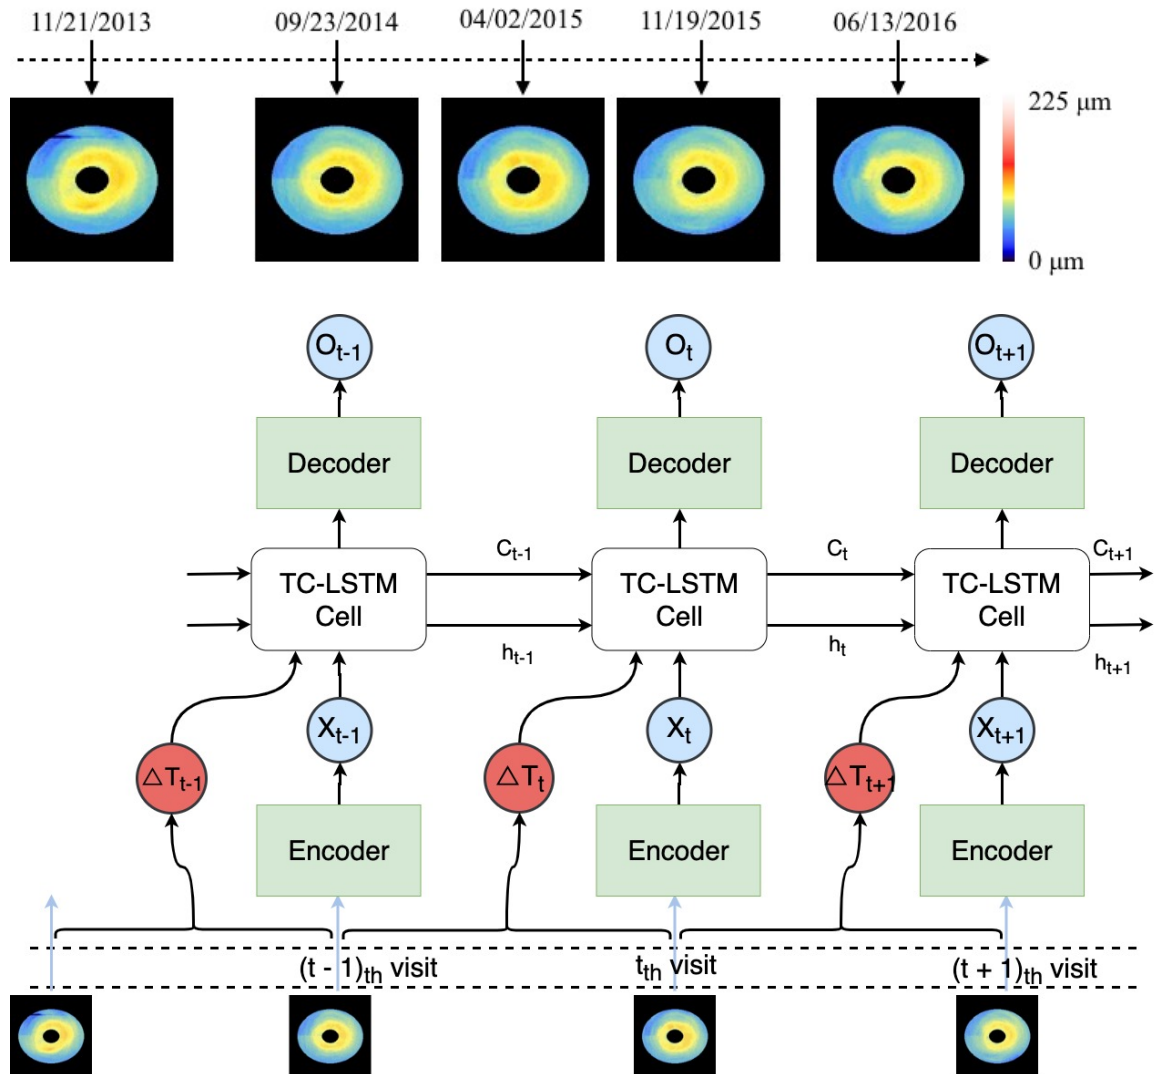 11/21/2013 09/23/2014 04/02/2015 11/19/2015 06/13/2016
225 μm
0 μm
Oₜ₋₁ Oₜ Oₜ₊₁
Decoder Decoder Decoder
Cₜ₋₁ Cₜ Cₜ₊₁
TC-LSTM TC-LSTM TC-LSTM
Cell Cell Cell
hₜ₋₁ hₜ hₜ₊₁
Xₜ₋₁ Xₜ Xₜ₊₁
△Tₜ₋₁ △Tₜ △Tₜ₊₁
Encoder Encoder Encoder
(t - 1)th visit tth visit (t + 1)th visit